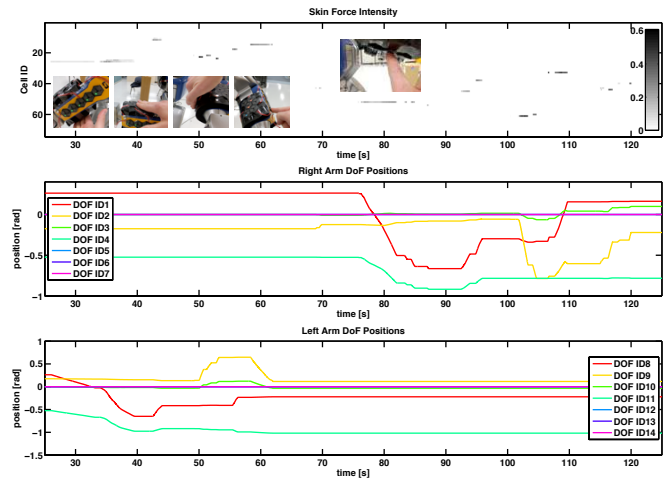 Skin Force Intensity
Cell ID
20
40
60
0.6
0.4
0.2
0
30 40 50 60 70 80 90 100 110 120
time [s]
Right Arm DoF Positions
position [rad]
0
−0.5
−1
DOF ID1
DOF ID2
DOF ID3
DOF ID4
DOF ID5
DOF ID6
DOF ID7
30 40 50 60 70 80 90 100 110 120
time [s]
Left Arm DoF Positions
position [rad]
1
0.5
0
−0.5
−1
−1.5
DOF ID8
DOF ID9
DOF ID10
DOF ID11
DOF ID12
DOF ID13
DOF ID14
30 40 50 60 70 80 90 100 110 120
time [s]